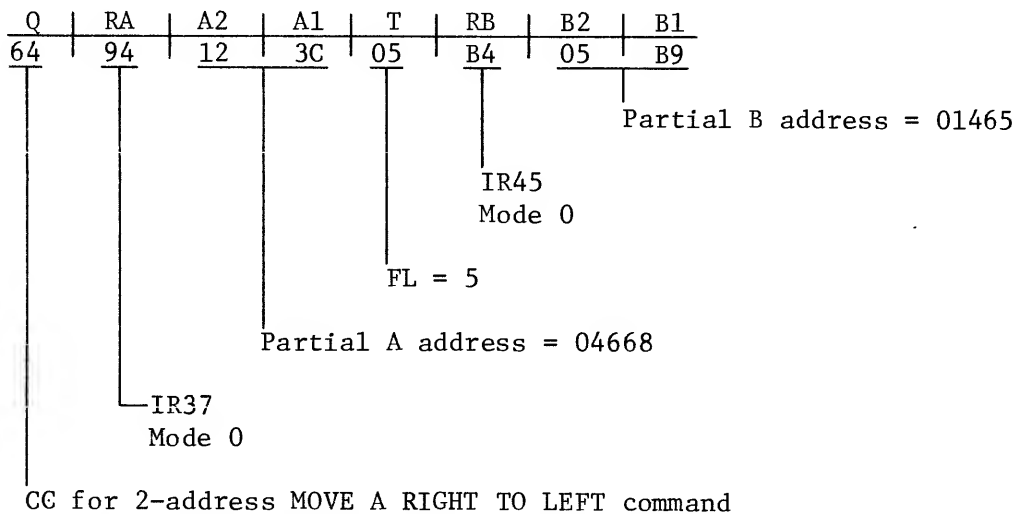 Q | RA | A2 | A1 | T | RB | B2 | B1
64 | 94 | 12 | 3C | 05 | B4 | 05 | B9
Partial B address = 01465
IR45
Mode 0
FL = 5
Partial A address = 04668
IR37
Mode 0
CC for 2-address MOVE A RIGHT TO LEFT command